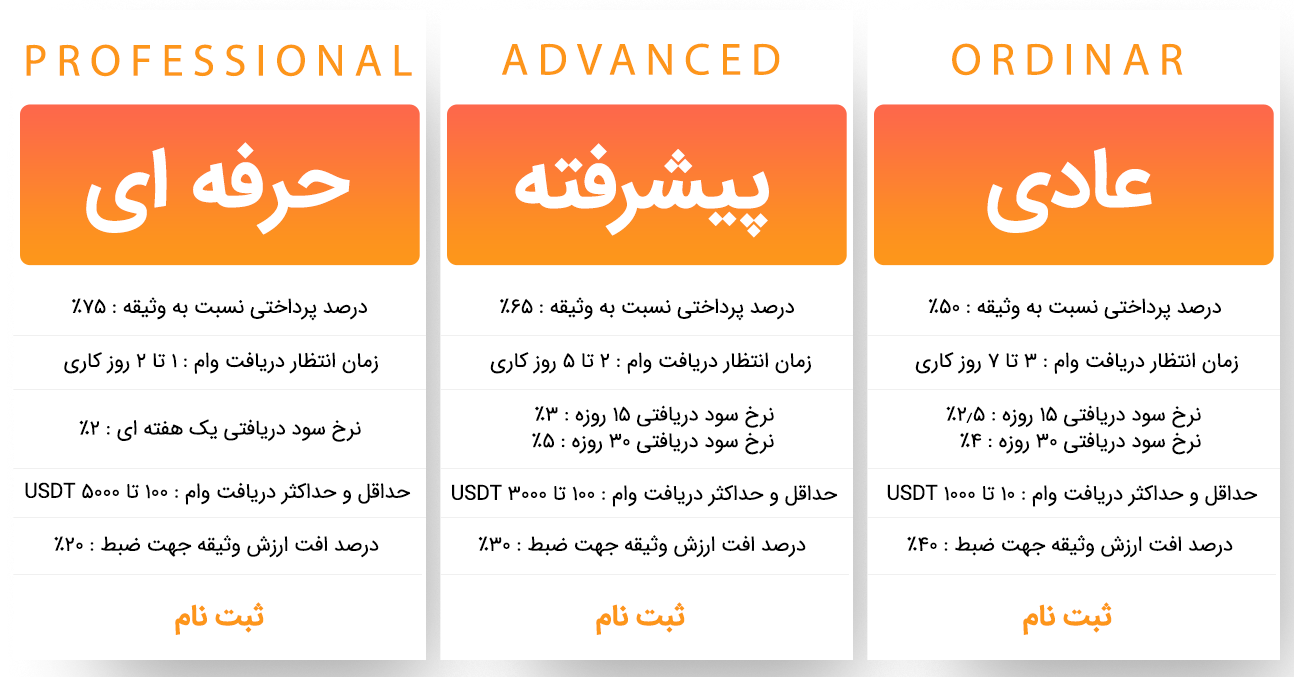 ORDINAR
عادی
درصد پرداختی نسبت به وثیقه : ۵۰٪
زمان انتظار دریافت وام : ۳ تا ۷ روز کاری
نرخ سود دریافتی ۱۵ روزه : ۲٫۵٪
نرخ سود دریافتی ۳۰ روزه : ۴٪
حداقل و حداکثر دریافت وام : ۱۰ تا ۱۰۰۰ USDT
درصد افت ارزش وثیقه جهت ضبط : ۴۰٪
ثبت نام
ADVANCED
پیشرفته
درصد پرداختی نسبت به وثیقه : ۶۵٪
زمان انتظار دریافت وام : ۲ تا ۵ روز کاری
نرخ سود دریافتی ۱۵ روزه : ۳٪
نرخ سود دریافتی ۳۰ روزه : ۵٪
حداقل و حداکثر دریافت وام : ۱۰۰ تا ۳۰۰۰ USDT
درصد افت ارزش وثیقه جهت ضبط : ۳۰٪
ثبت نام
PROFESSIONAL
حرفه ای
درصد پرداختی نسبت به وثیقه : ۷۵٪
زمان انتظار دریافت وام : ۱ تا ۲ روز کاری
نرخ سود دریافتی یک هفته ای : ۲٪
حداقل و حداکثر دریافت وام : ۱۰۰ تا ۵۰۰۰ USDT
درصد افت ارزش وثیقه جهت ضبط : ۲۰٪
ثبت نام